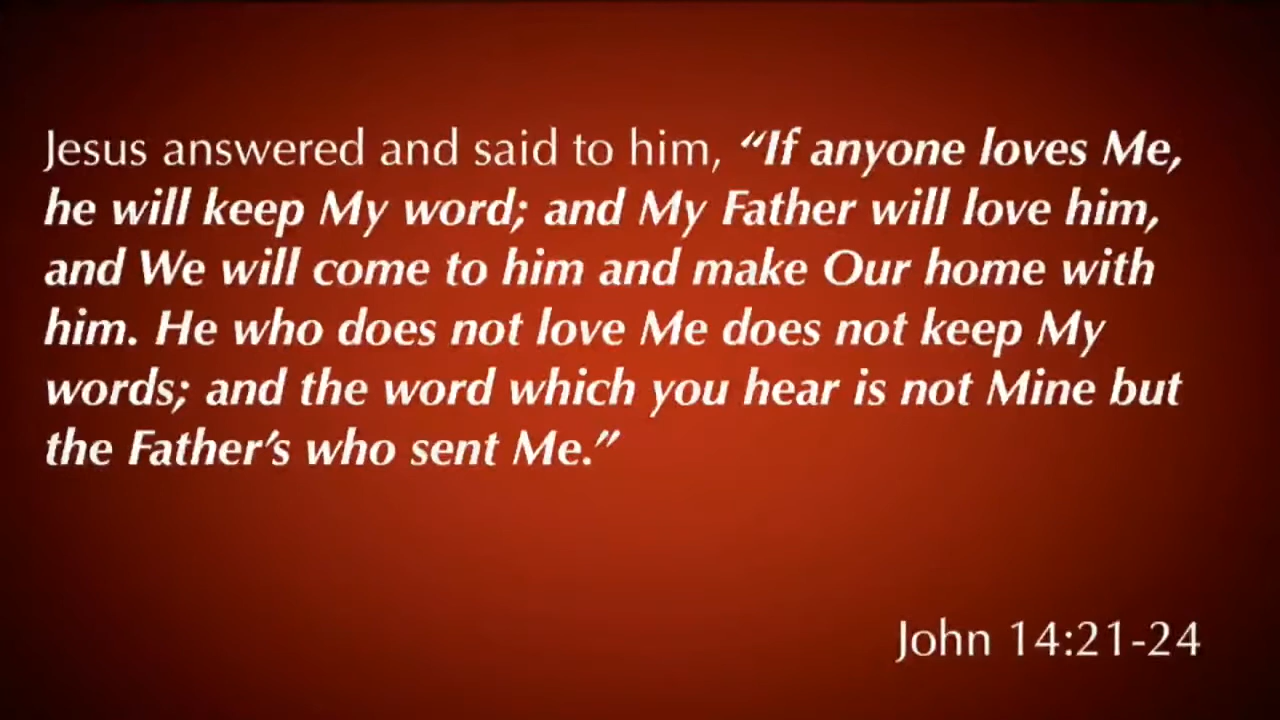 Jesus answered and said to him, “If anyone loves Me,
he will keep My word; and My Father will love him,
and We will come to him and make Our home with
him. He who does not love Me does not keep My
words; and the word which you hear is not Mine but
the Father’s who sent Me.”
John 14:21-24